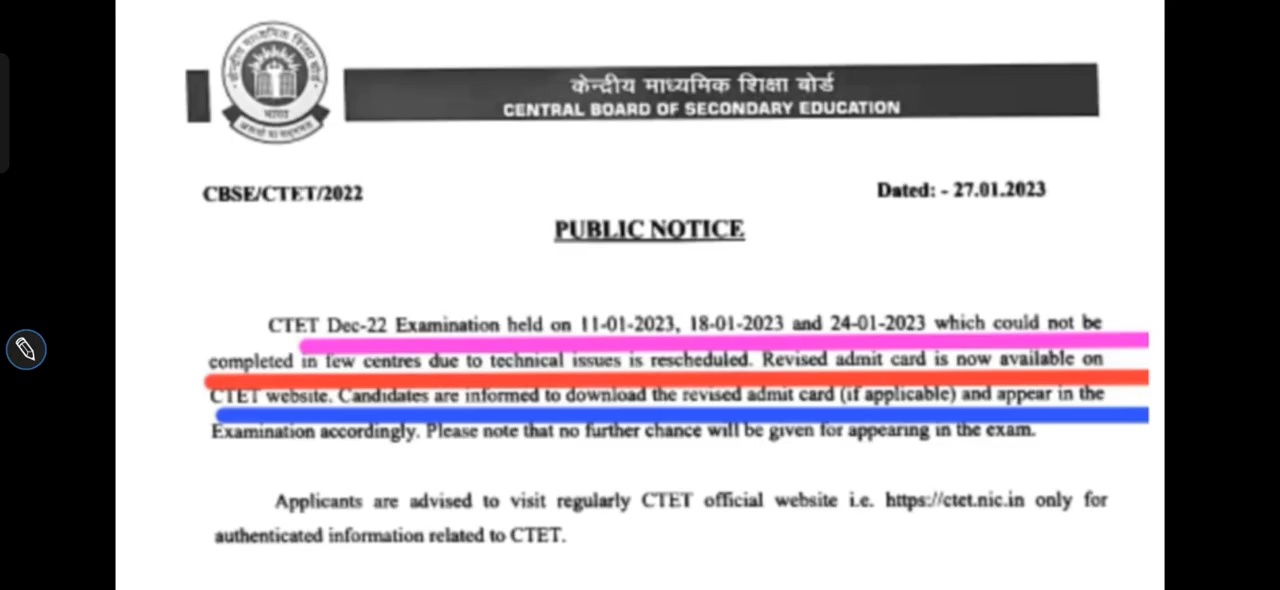 केन्द्रीय माध्यमिक शिक्षा बोर्ड
भारत
असतो मा सद्गमय
केन्द्रीय माध्यमिक शिक्षा बोर्ड
CENTRAL BOARD OF SECONDARY EDUCATION
CBSE/CTET/2022
Dated: - 27.01.2023
PUBLIC NOTICE
CTET Dec-22 Examination held on 11-01-2023, 18-01-2023 and 24-01-2023 which could not be
completed in few centres due to technical issues is rescheduled. Revised admit card is now available on
CTET website. Candidates are informed to download the revised admit card (if applicable) and appear in the
Examination accordingly. Please note that no further chance will be given for appearing in the exam.
Applicants are advised to visit regularly CTET official website i.e. https://ctet.nic.in only for
authenticated information related to CTET.